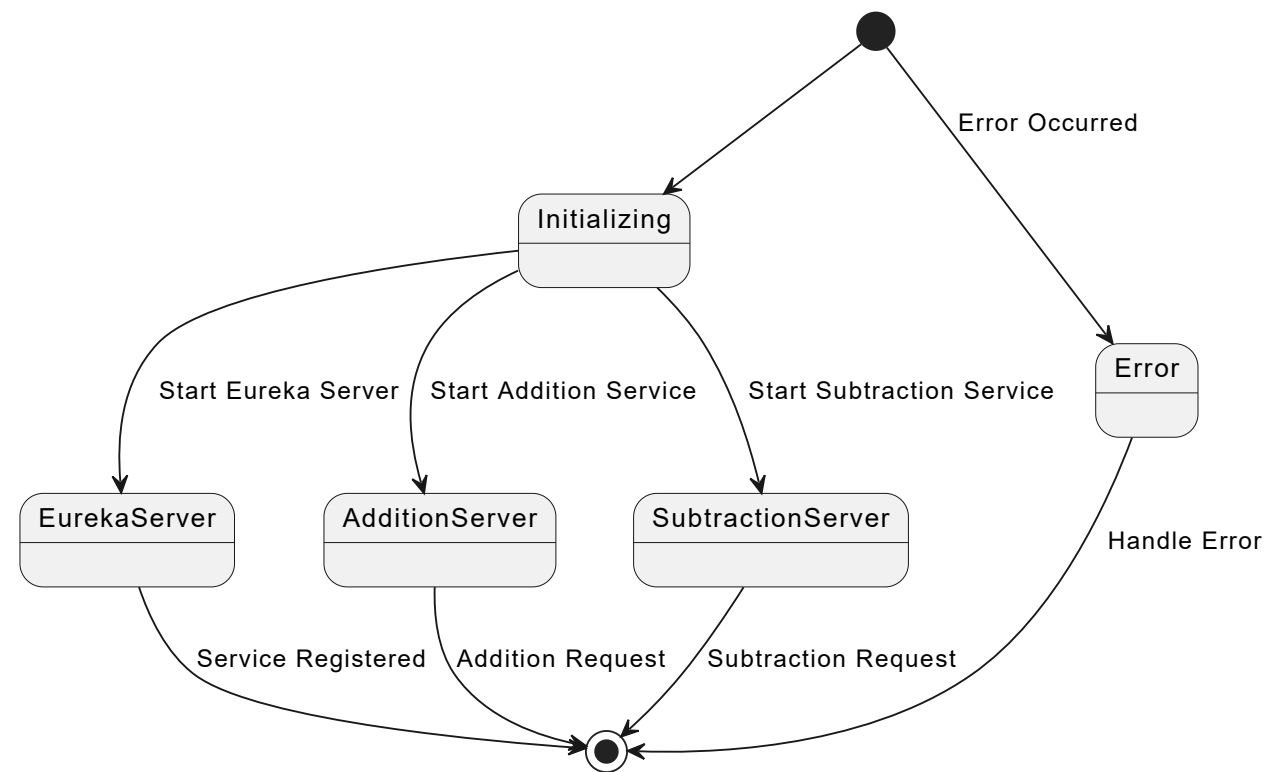 Error Occurred
Initializing
Error
Start Eureka Server
Start Addition Service
Start Subtraction Service
EurekaServer
AdditionServer
SubtractionServer
Handle Error
Service Registered
Addition Request
Subtraction Request